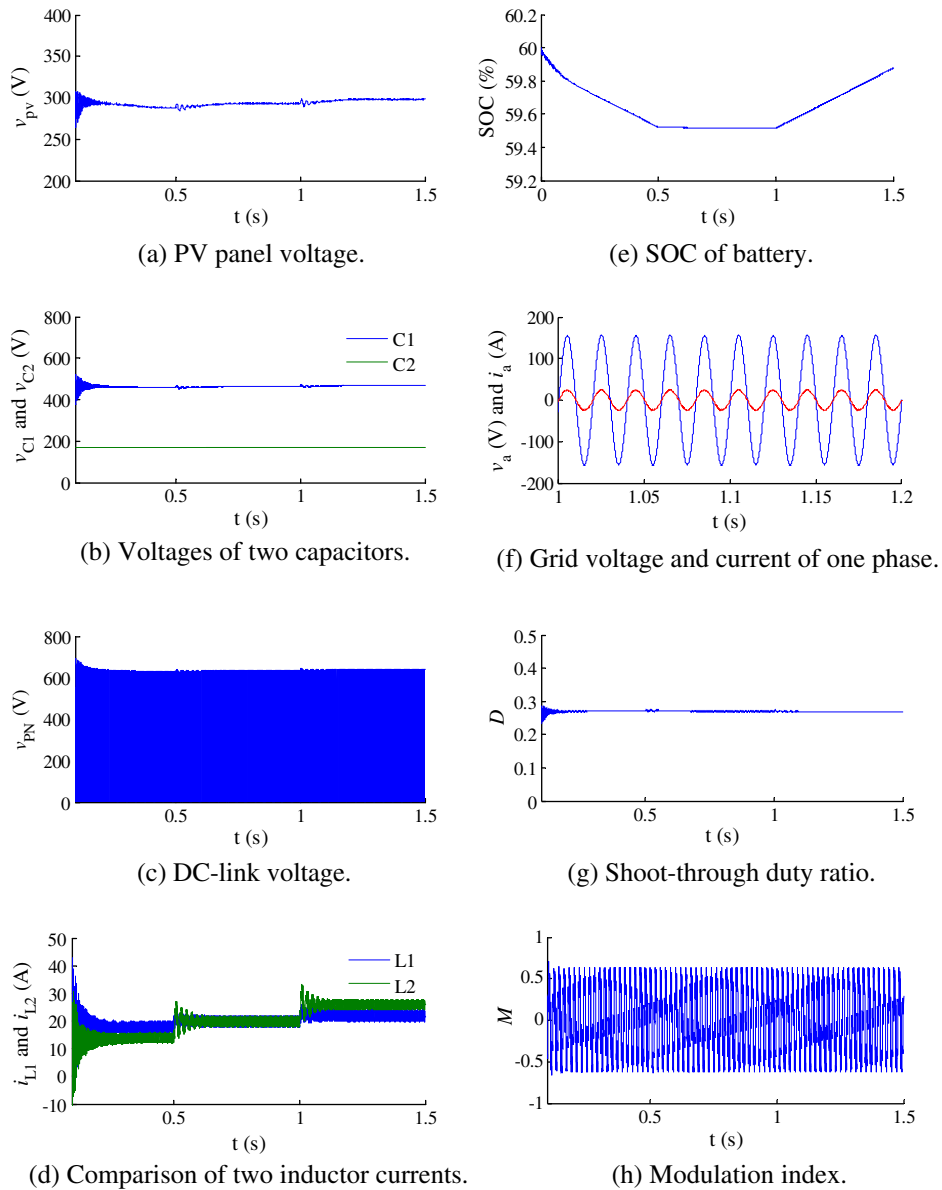 400
350
300
250
200
v_pv (V)
0.5
1
1.5
t (s)
(a) PV panel voltage.
60.2
60
59.8
59.6
59.4
59.2
SOC (%)
0
0.5
1
1.5
t (s)
(e) SOC of battery.
800
600
400
200
0
v_C1 and v_C2 (V)
C1
C2
0.5
1
1.5
t (s)
(b) Voltages of two capacitors.
200
100
0
-100
-200
v_a (V) and i_a (A)
1
1.05
1.1
1.15
1.2
t (s)
(f) Grid voltage and current of one phase.
800
600
400
200
0
v_PN (V)
0.5
1
1.5
t (s)
(c) DC-link voltage.
0.5
0.4
0.3
0.2
0.1
0
D
0.5
1
1.5
t (s)
(g) Shoot-through duty ratio.
50
40
30
20
10
0
-10
i_L1 and i_L2 (A)
L1
L2
0.5
1
1.5
t (s)
(d) Comparison of two inductor currents.
1
0.5
0
-0.5
-1
M
0.5
1
1.5
t (s)
(h) Modulation index.